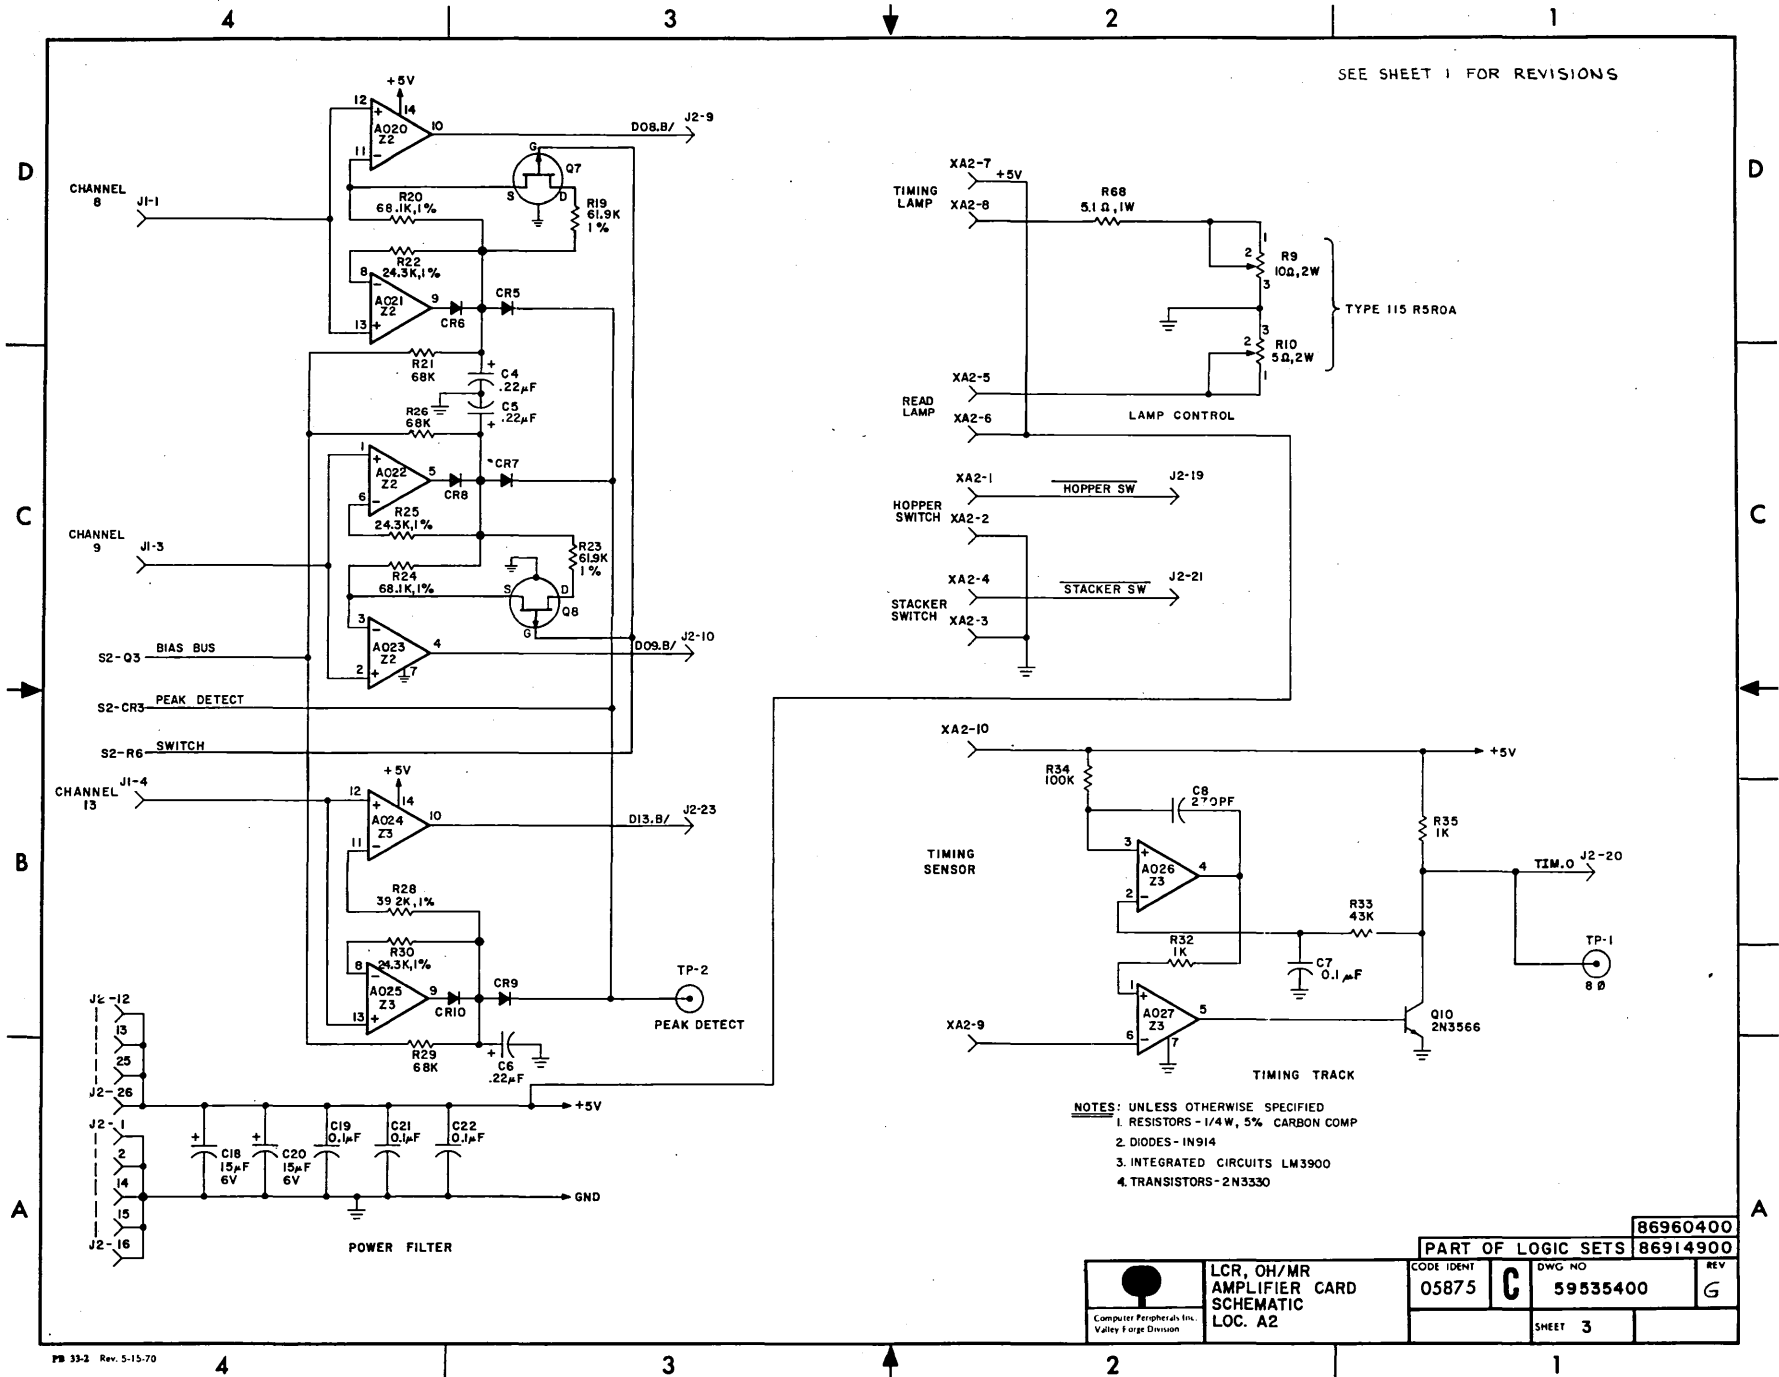 4 3 2 1
SEE SHEET 1 FOR REVISIONS
D
C
B
A
D
C
B
A
CHANNEL
8
J1-1
+5V
12
14
A020
Z2
10
11
D08.B/
J2-9
G
Q7
S
D
R20
68.1K,1%
R19
61.9K
1%
R22
24.3K,1%
8
A021
Z2
9
13
CR6
CR5
R21
68K
+
C4
.22µF
C5
.22µF
+
R26
68K
1
A022
Z2
5
6
CR8
CR7
R25
24.3K,1%
CHANNEL
9
J1-3
R24
68.1K,1%
R23
61.9K
1%
S
D
Q8
G
3
A023
Z2
4
2
7
D09.B/
J2-10
S2-Q3 BIAS BUS
S2-CR3 PEAK DETECT
S2-R6 SWITCH
CHANNEL
13
J1-4
+5V
12
14
A024
Z3
10
11
D13.B/
J2-23
R28
39.2K,1%
R30
24.3K,1%
8
A025
Z3
9
13
CR10
CR9
TP-2
PEAK DETECT
R29
68K
+
C6
.22µF
J2-12
13
25
J2-26
J2-1
2
14
15
J2-16
+5V
+
C18
15µF
6V
+
C20
15µF
6V
C19
0.1µF
C21
0.1µF
C22
0.1µF
GND
POWER FILTER
XA2-7
+5V
TIMING
LAMP
XA2-8
R68
5.1Ω,1W
1
2
3
R9
10Ω,2W
TYPE 115 R5R0A
3
2
1
R10
5Ω,2W
XA2-5
READ
LAMP
XA2-6
LAMP CONTROL
XA2-1
HOPPER SW
J2-19
HOPPER
SWITCH
XA2-2
XA2-4
STACKER SW
J2-21
STACKER
SWITCH
XA2-3
XA2-10
+5V
R34
100K
C8
270PF
R35
1K
TIMING
SENSOR
3
A026
Z3
4
2
TIM.0
J2-20
R33
43K
R32
1K
C7
0.1µF
TP-1
80
1
A027
Z3
5
6
7
XA2-9
Q10
2N3566
TIMING TRACK
NOTES: UNLESS OTHERWISE SPECIFIED
1. RESISTORS - 1/4W, 5% CARBON COMP
2. DIODES - IN914
3. INTEGRATED CIRCUITS LM3900
4. TRANSISTORS - 2N3330
86960400
PART OF LOGIC SETS 86914900
Computer Peripherals Inc.
Valley Forge Division
LCR, OH/MR
AMPLIFIER CARD
SCHEMATIC
LOC. A2
CODE IDENT
05875
C
DWG NO
59535400
REV
G
SHEET 3
PB 33-2 Rev. 5-15-70
4 3 2 1